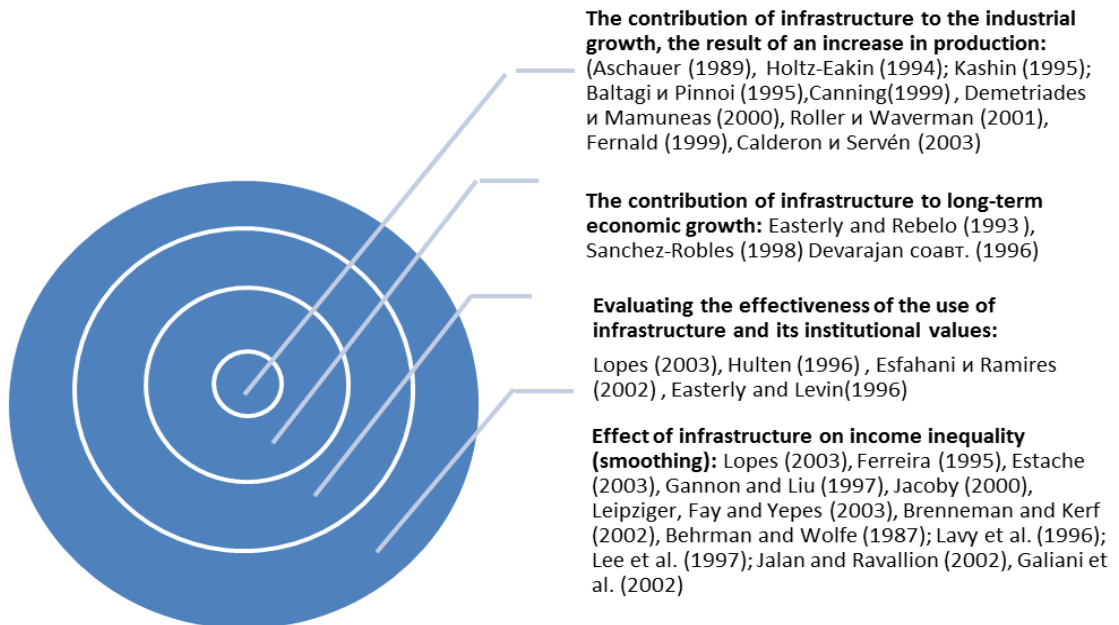 The contribution of infrastructure to the industrial
growth, the result of an increase in production:
(Aschauer (1989), Holtz-Eakin (1994); Kashin (1995);
Baltagi и Pinnoi (1995),Canning(1999) , Demetriades
и Mamuneas (2000), Roller и Waverman (2001),
Fernald (1999), Calderon и Servén (2003)
The contribution of infrastructure to long-term
economic growth: Easterly and Rebelo (1993 ),
Sanchez-Robles (1998) Devarajan соавт. (1996)
Evaluating the effectiveness of the use of
infrastructure and its institutional values:
Lopes (2003), Hulten (1996) , Esfahani и Ramires
(2002) , Easterly and Levin(1996)
Effect of infrastructure on income inequality
(smoothing): Lopes (2003), Ferreira (1995), Estache
(2003), Gannon and Liu (1997), Jacoby (2000),
Leipziger, Fay and Yepes (2003), Brenneman and Kerf
(2002), Behrman and Wolfe (1987); Lavy et al. (1996);
Lee et al. (1997); Jalan and Ravallion (2002), Galiani et
al. (2002)